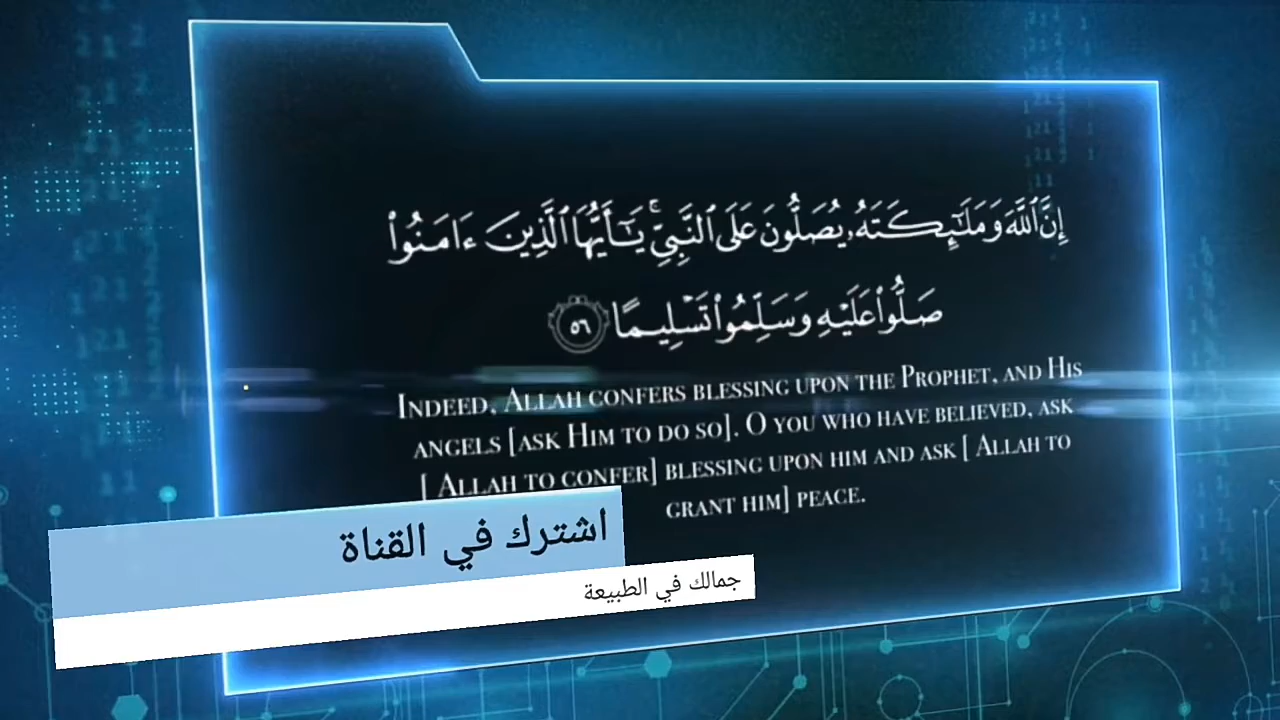 إِنَّ ٱللَّهَ وَمَلَٰٓئِكَتَهُۥ يُصَلُّونَ عَلَى ٱلنَّبِيِّ ۚ يَٰٓأَيُّهَا ٱلَّذِينَ ءَامَنُوا۟
صَلُّوا۟ عَلَيْهِ وَسَلِّمُوا۟ تَسْلِيمًا ٥٦
Indeed, Allah confers blessing upon the Prophet, and His
angels [ask Him to do so]. O you who have believed, ask
[ Allah to confer] blessing upon him and ask [ Allah to
grant him] peace.
اشترك في القناة
جمالك في الطبيعة